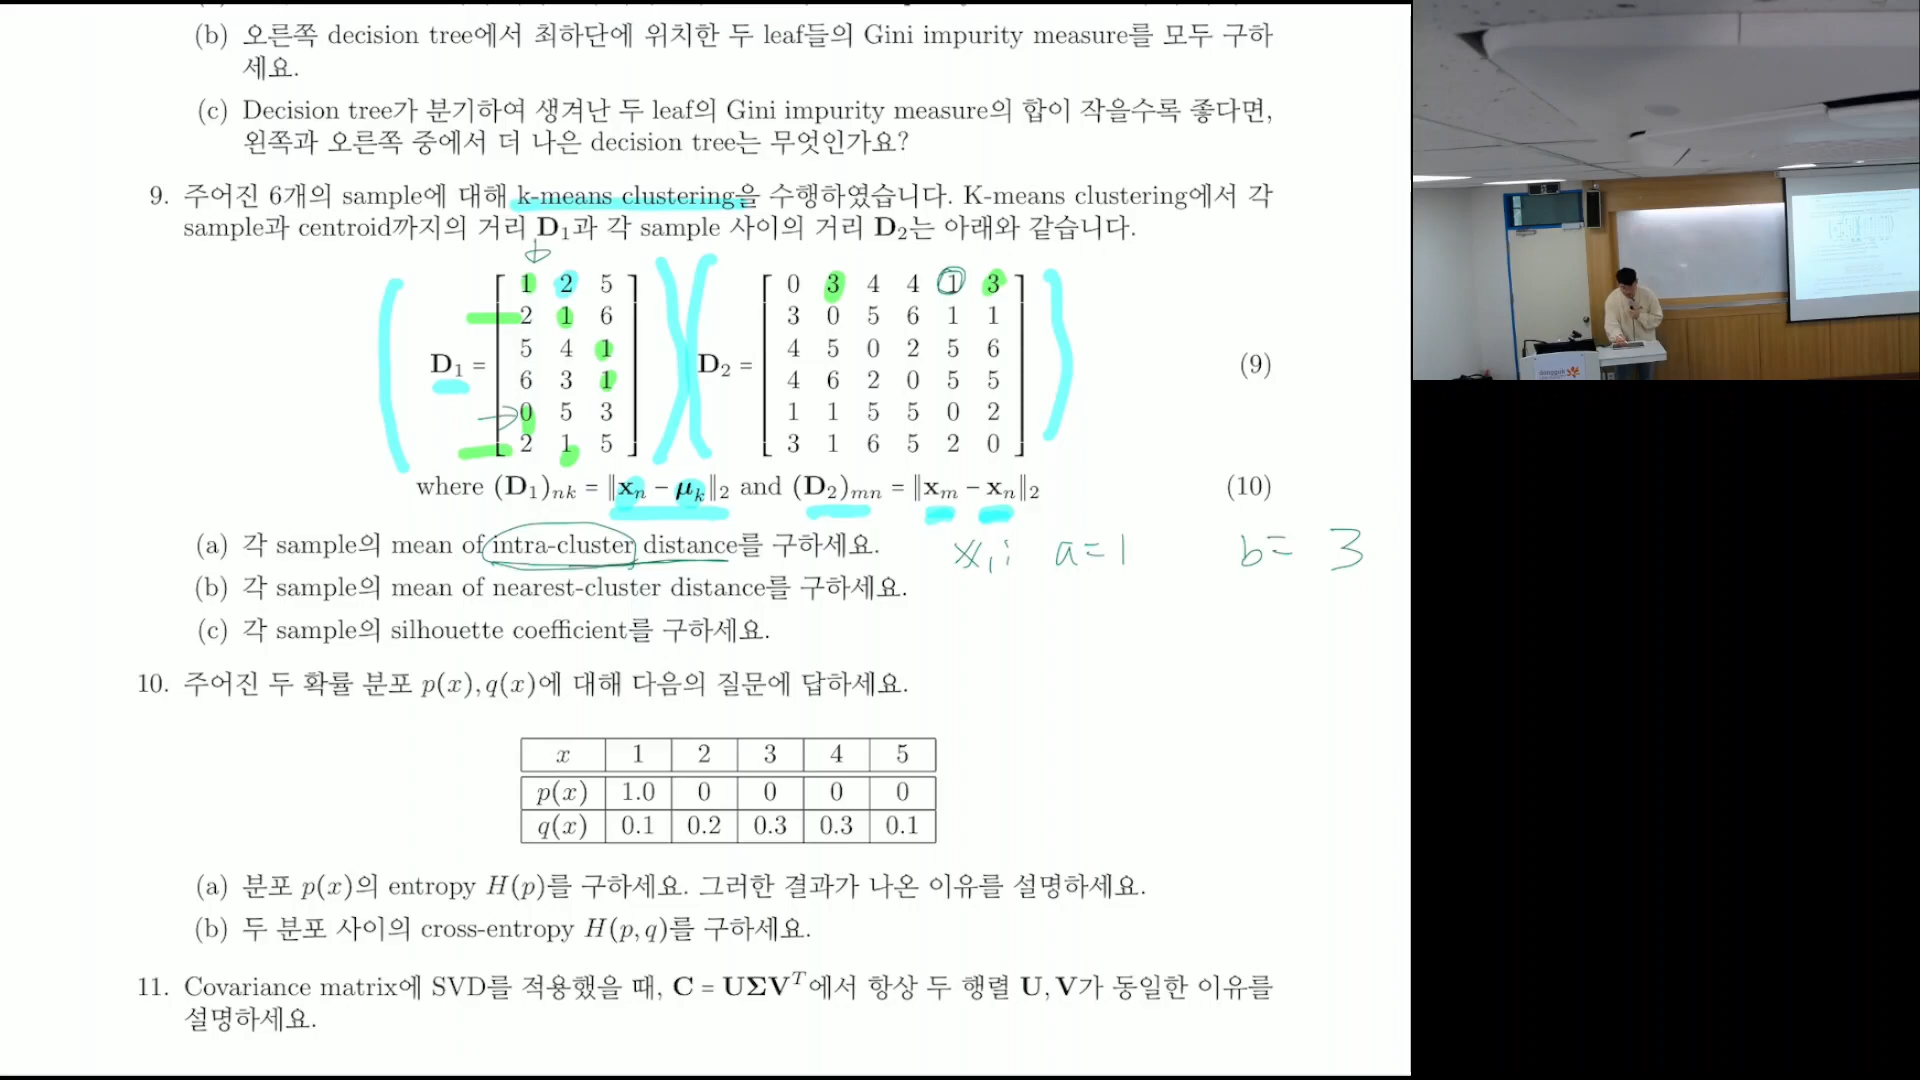 (b) 오른쪽 decision tree에서 최하단에 위치한 두 leaf들의 Gini impurity measure를 모두 구하
세요.
(c) Decision tree가 분기하여 생겨난 두 leaf의 Gini impurity measure의 합이 작을수록 좋다면,
왼쪽과 오른쪽 중에서 더 나은 decision tree는 무엇인가요?
9. 주어진 6개의 sample에 대해 k-means clustering을 수행하였습니다. K-means clustering에서 각
sample과 centroid까지의 거리 D₁과 각 sample 사이의 거리 D₂는 아래와 같습니다.
1 2 5 0 3 4 4 1 3
2 1 6 3 0 5 6 1 1
5 4 1 4 5 0 2 5 6
D₁ = D₂ = (9)
6 3 1 4 6 2 0 5 5
0 5 3 1 1 5 5 0 2
2 1 5 3 1 6 5 2 0
where (D₁)nk = ‖xn − μk‖₂ and (D₂)mn = ‖xm − xn‖₂ (10)
(a) 각 sample의 mean of intra-cluster distance를 구하세요. x₁: a=1 b= 3
(b) 각 sample의 mean of nearest-cluster distance를 구하세요.
(c) 각 sample의 silhouette coefficient를 구하세요.
10. 주어진 두 확률 분포 p(x), q(x)에 대해 다음의 질문에 답하세요.
x 1 2 3 4 5
p(x) 1.0 0 0 0 0
q(x) 0.1 0.2 0.3 0.3 0.1
(a) 분포 p(x)의 entropy H(p)를 구하세요. 그러한 결과가 나온 이유를 설명하세요.
(b) 두 분포 사이의 cross-entropy H(p, q)를 구하세요.
11. Covariance matrix에 SVD를 적용했을 때, C = UΣVᵀ에서 항상 두 행렬 U, V가 동일한 이유를
설명하세요.